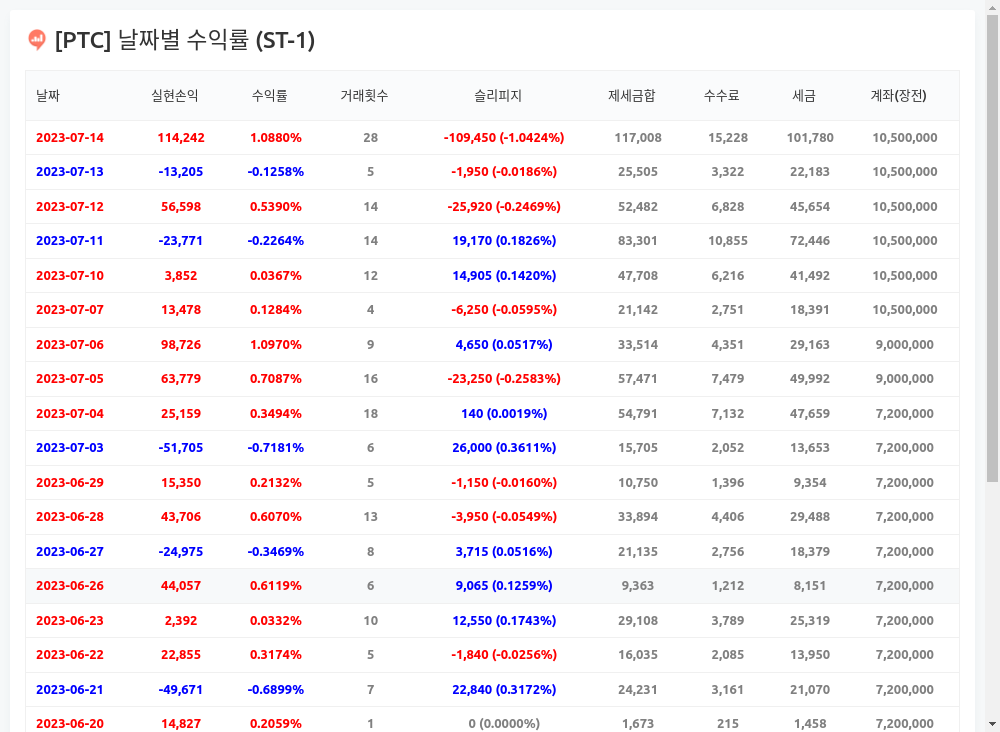 [PTC] 날짜별 수익률 (ST-1)
날짜 실현손익 수익률 거래횟수 슬리피지 제세금합 수수료 세금 계좌(장전)
2023-07-14 114,242 1.0880% 28 -109,450 (-1.0424%) 117,008 15,228 101,780 10,500,000
2023-07-13 -13,205 -0.1258% 5 -1,950 (-0.0186%) 25,505 3,322 22,183 10,500,000
2023-07-12 56,598 0.5390% 14 -25,920 (-0.2469%) 52,482 6,828 45,654 10,500,000
2023-07-11 -23,771 -0.2264% 14 19,170 (0.1826%) 83,301 10,855 72,446 10,500,000
2023-07-10 3,852 0.0367% 12 14,905 (0.1420%) 47,708 6,216 41,492 10,500,000
2023-07-07 13,478 0.1284% 4 -6,250 (-0.0595%) 21,142 2,751 18,391 10,500,000
2023-07-06 98,726 1.0970% 9 4,650 (0.0517%) 33,514 4,351 29,163 9,000,000
2023-07-05 63,779 0.7087% 16 -23,250 (-0.2583%) 57,471 7,479 49,992 9,000,000
2023-07-04 25,159 0.3494% 18 140 (0.0019%) 54,791 7,132 47,659 7,200,000
2023-07-03 -51,705 -0.7181% 6 26,000 (0.3611%) 15,705 2,052 13,653 7,200,000
2023-06-29 15,350 0.2132% 5 -1,150 (-0.0160%) 10,750 1,396 9,354 7,200,000
2023-06-28 43,706 0.6070% 13 -3,950 (-0.0549%) 33,894 4,406 29,488 7,200,000
2023-06-27 -24,975 -0.3469% 8 3,715 (0.0516%) 21,135 2,756 18,379 7,200,000
2023-06-26 44,057 0.6119% 6 9,065 (0.1259%) 9,363 1,212 8,151 7,200,000
2023-06-23 2,392 0.0332% 10 12,550 (0.1743%) 29,108 3,789 25,319 7,200,000
2023-06-22 22,855 0.3174% 5 -1,840 (-0.0256%) 16,035 2,085 13,950 7,200,000
2023-06-21 -49,671 -0.6899% 7 22,840 (0.3172%) 24,231 3,161 21,070 7,200,000
2023-06-20 14,827 0.2059% 1 0 (0.0000%) 1,673 215 1,458 7,200,000